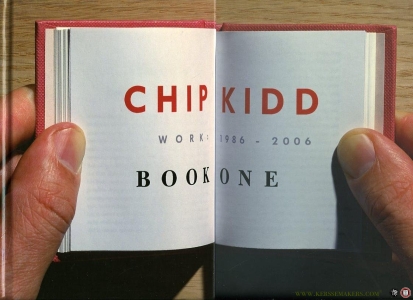 CHIP KIDD
WORK: 1986 - 2006
BOOK ONE